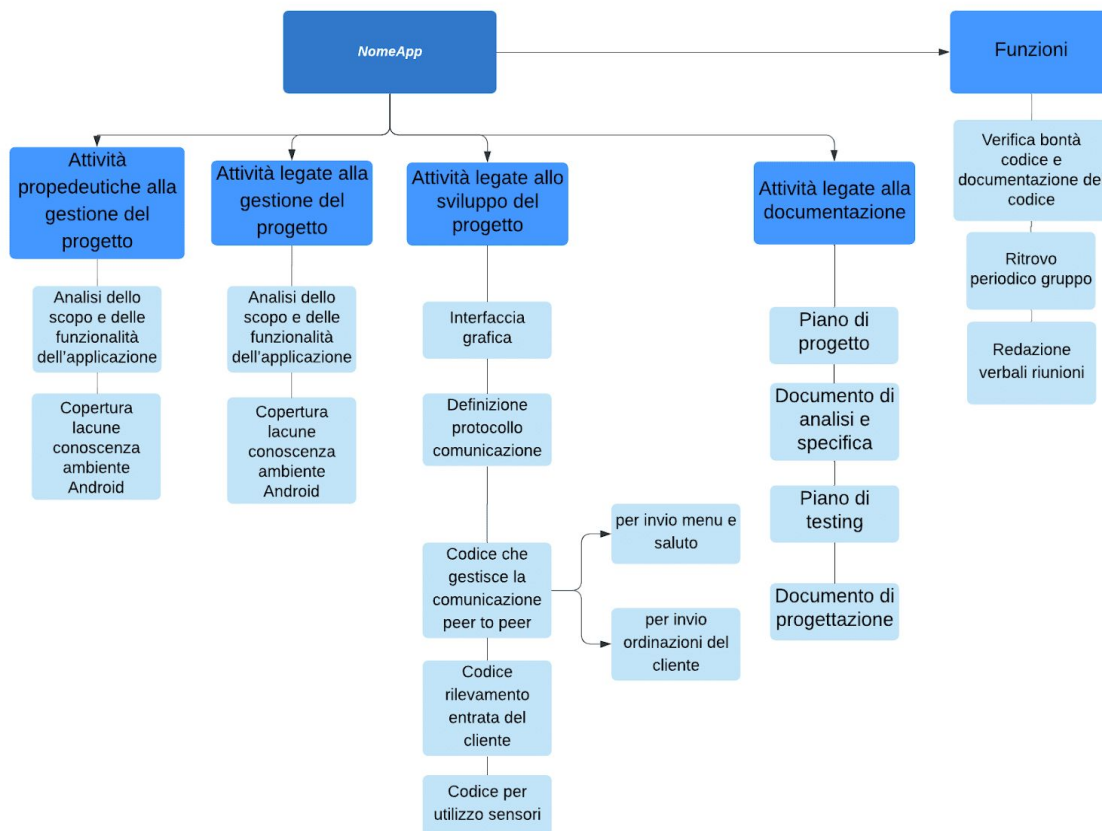 NomeApp
Funzioni
Verifica bontà
codice e
documentazione de
codice
Ritrovo
periodico gruppo
Redazione
verbali riunioni
Attività
propedeutiche alla
gestione del
progetto
Analisi dello
scopo e delle
funzionalità
dell'applicazione
Copertura
lacune
conoscenza
ambiente
Android
Attività legate alla
gestione del
progetto
Analisi dello
scopo e delle
funzionalità
dell'applicazione
Copertura
lacune
conoscenza
ambiente
Android
Attività legate allo
sviluppo del
progetto
Interfaccia
grafica
Definizione
protocollo
comunicazione
Codice che
gestisce la
comunicazione
peer to peer
per invio menu e
saluto
per invio
ordinazioni del
cliente
Codice
rilevamento
entrata del
cliente
Codice per
utilizzo sensori
Attività legate alla
documentazione
Piano di
progetto
Documento di
analisi e
specifica
Piano di
testing
Documento di
progettazione